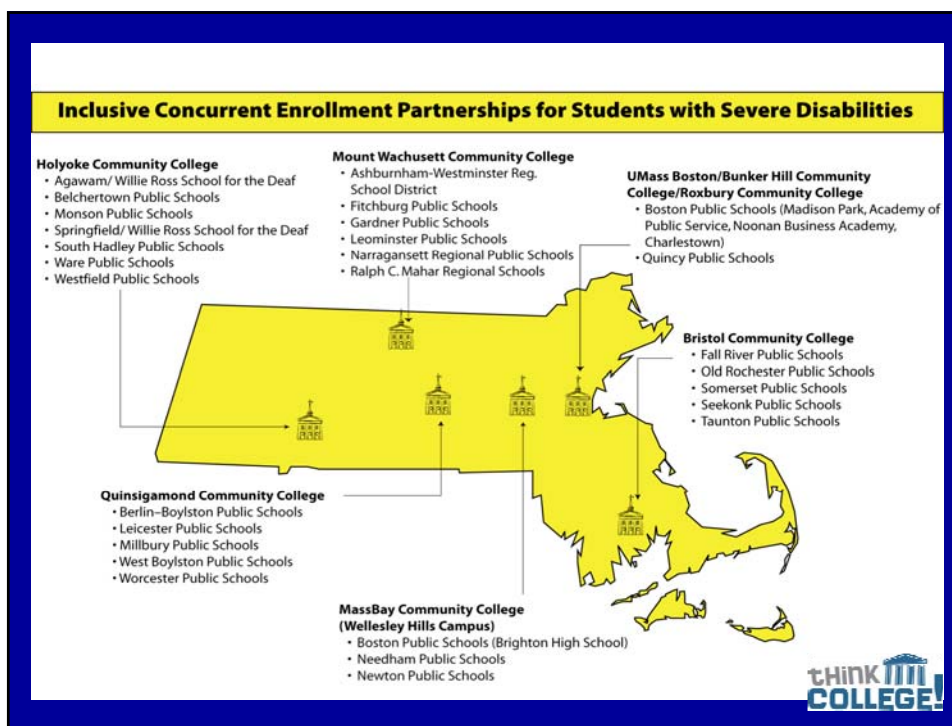 Inclusive Concurrent Enrollment Partnerships for Students with Severe Disabilities
Holyoke Community College
• Agawam/ Willie Ross School for the Deaf
• Belchertown Public Schools
• Monson Public Schools
• Springfield/ Willie Ross School for the Deaf
• South Hadley Public Schools
• Ware Public Schools
• Westfield Public Schools
Mount Wachusett Community College
• Ashburnham-Westminster Reg.
School District
• Fitchburg Public Schools
• Gardner Public Schools
• Leominster Public Schools
• Narragansett Regional Public Schools
• Ralph C. Mahar Regional Schools
UMass Boston/Bunker Hill Community
College/Roxbury Community College
• Boston Public Schools (Madison Park, Academy of
Public Service, Noonan Business Academy,
Charlestown)
• Quincy Public Schools
Bristol Community College
• Fall River Public Schools
• Old Rochester Public Schools
• Somerset Public Schools
• Seekonk Public Schools
• Taunton Public Schools
Quinsigamond Community College
• Berlin–Boylston Public Schools
• Leicester Public Schools
• Millbury Public Schools
• West Boylston Public Schools
• Worcester Public Schools
MassBay Community College
(Wellesley Hills Campus)
• Boston Public Schools (Brighton High School)
• Needham Public Schools
• Newton Public Schools
tHINK
COLLEGE!